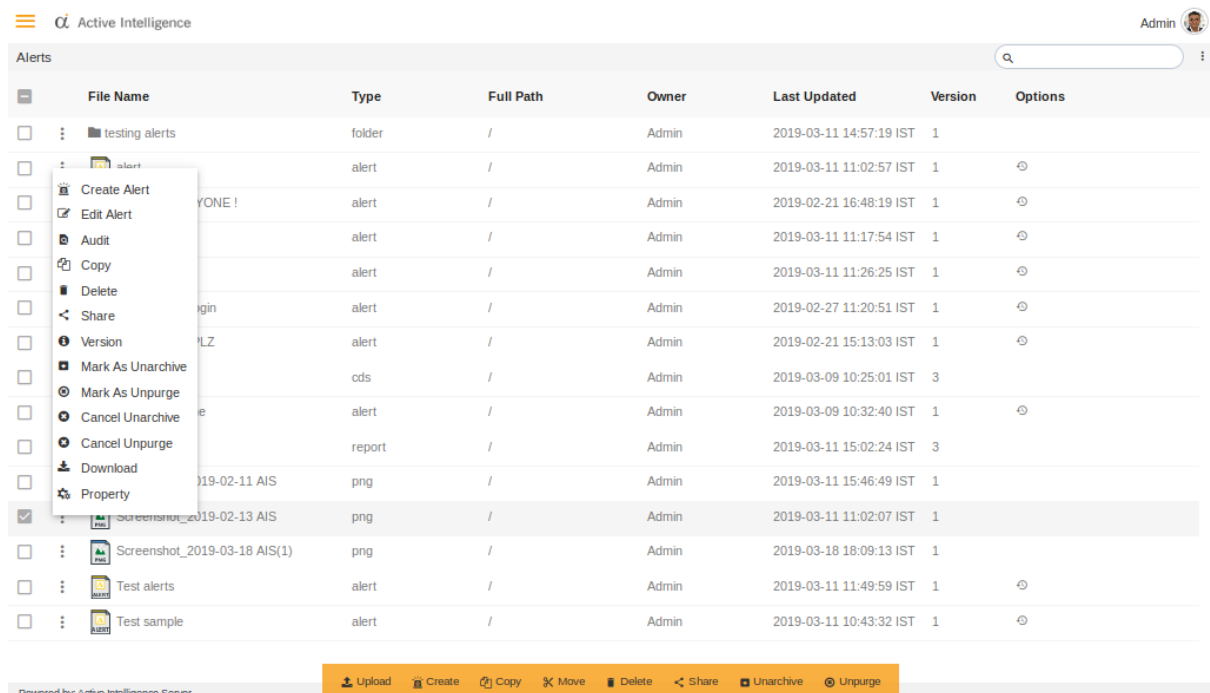 Active Intelligence Admin
Alerts
File Name Type Full Path Owner Last Updated Version Options
testing alerts folder / Admin 2019-03-11 14:57:19 IST 1
alert alert / Admin 2019-03-11 11:02:57 IST 1
Create Alert
YONE ! alert / Admin 2019-02-21 16:48:19 IST 1
Edit Alert
Audit alert / Admin 2019-03-11 11:17:54 IST 1
Copy alert / Admin 2019-03-11 11:26:25 IST 1
Delete
Share gin alert / Admin 2019-02-27 11:20:51 IST 1
Version PLZ alert / Admin 2019-02-21 15:13:03 IST 1
Mark As Unarchive cds / Admin 2019-03-09 10:25:01 IST 3
Mark As Unpurge
Cancel Unarchive e alert / Admin 2019-03-09 10:32:40 IST 1
Cancel Unpurge report / Admin 2019-03-11 15:02:24 IST 3
Download
019-02-11 AIS png / Admin 2019-03-11 15:46:49 IST 1
Property
Screenshot_2019-02-13 AIS png / Admin 2019-03-11 11:02:07 IST 1
Screenshot_2019-03-18 AIS(1) png / Admin 2019-03-18 18:09:13 IST 1
Test alerts alert / Admin 2019-03-11 11:49:59 IST 1
Test sample alert / Admin 2019-03-11 10:43:32 IST 1
Upload Create Copy Move Delete Share Unarchive Unpurge
Powered by: Active Intelligence Server